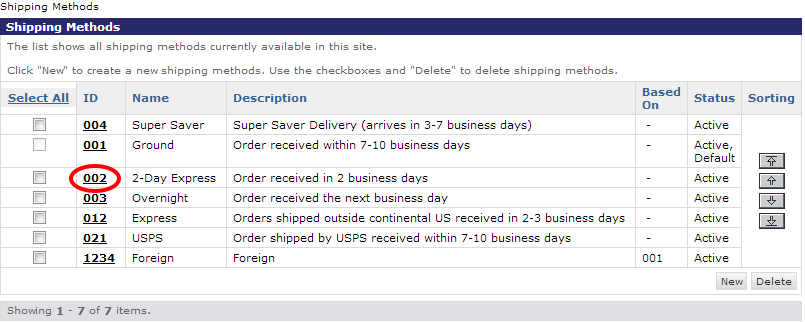 Shipping Methods
Shipping Methods
The list shows all shipping methods currently available in this site.
Click "New" to create a new shipping methods. Use the checkboxes and "Delete" to delete shipping methods.
Select All ID Name Description Based On Status Sorting
004 Super Saver Super Saver Delivery (arrives in 3-7 business days) - Active
001 Ground Order received within 7-10 business days - Active, Default
002 2-Day Express Order received in 2 business days - Active
003 Overnight Order received the next business day - Active
012 Express Orders shipped outside continental US received in 2-3 business days - Active
021 USPS Order shipped by USPS received within 7-10 business days - Active
1234 Foreign Foreign 001 Active
New Delete
Showing 1 - 7 of 7 items.